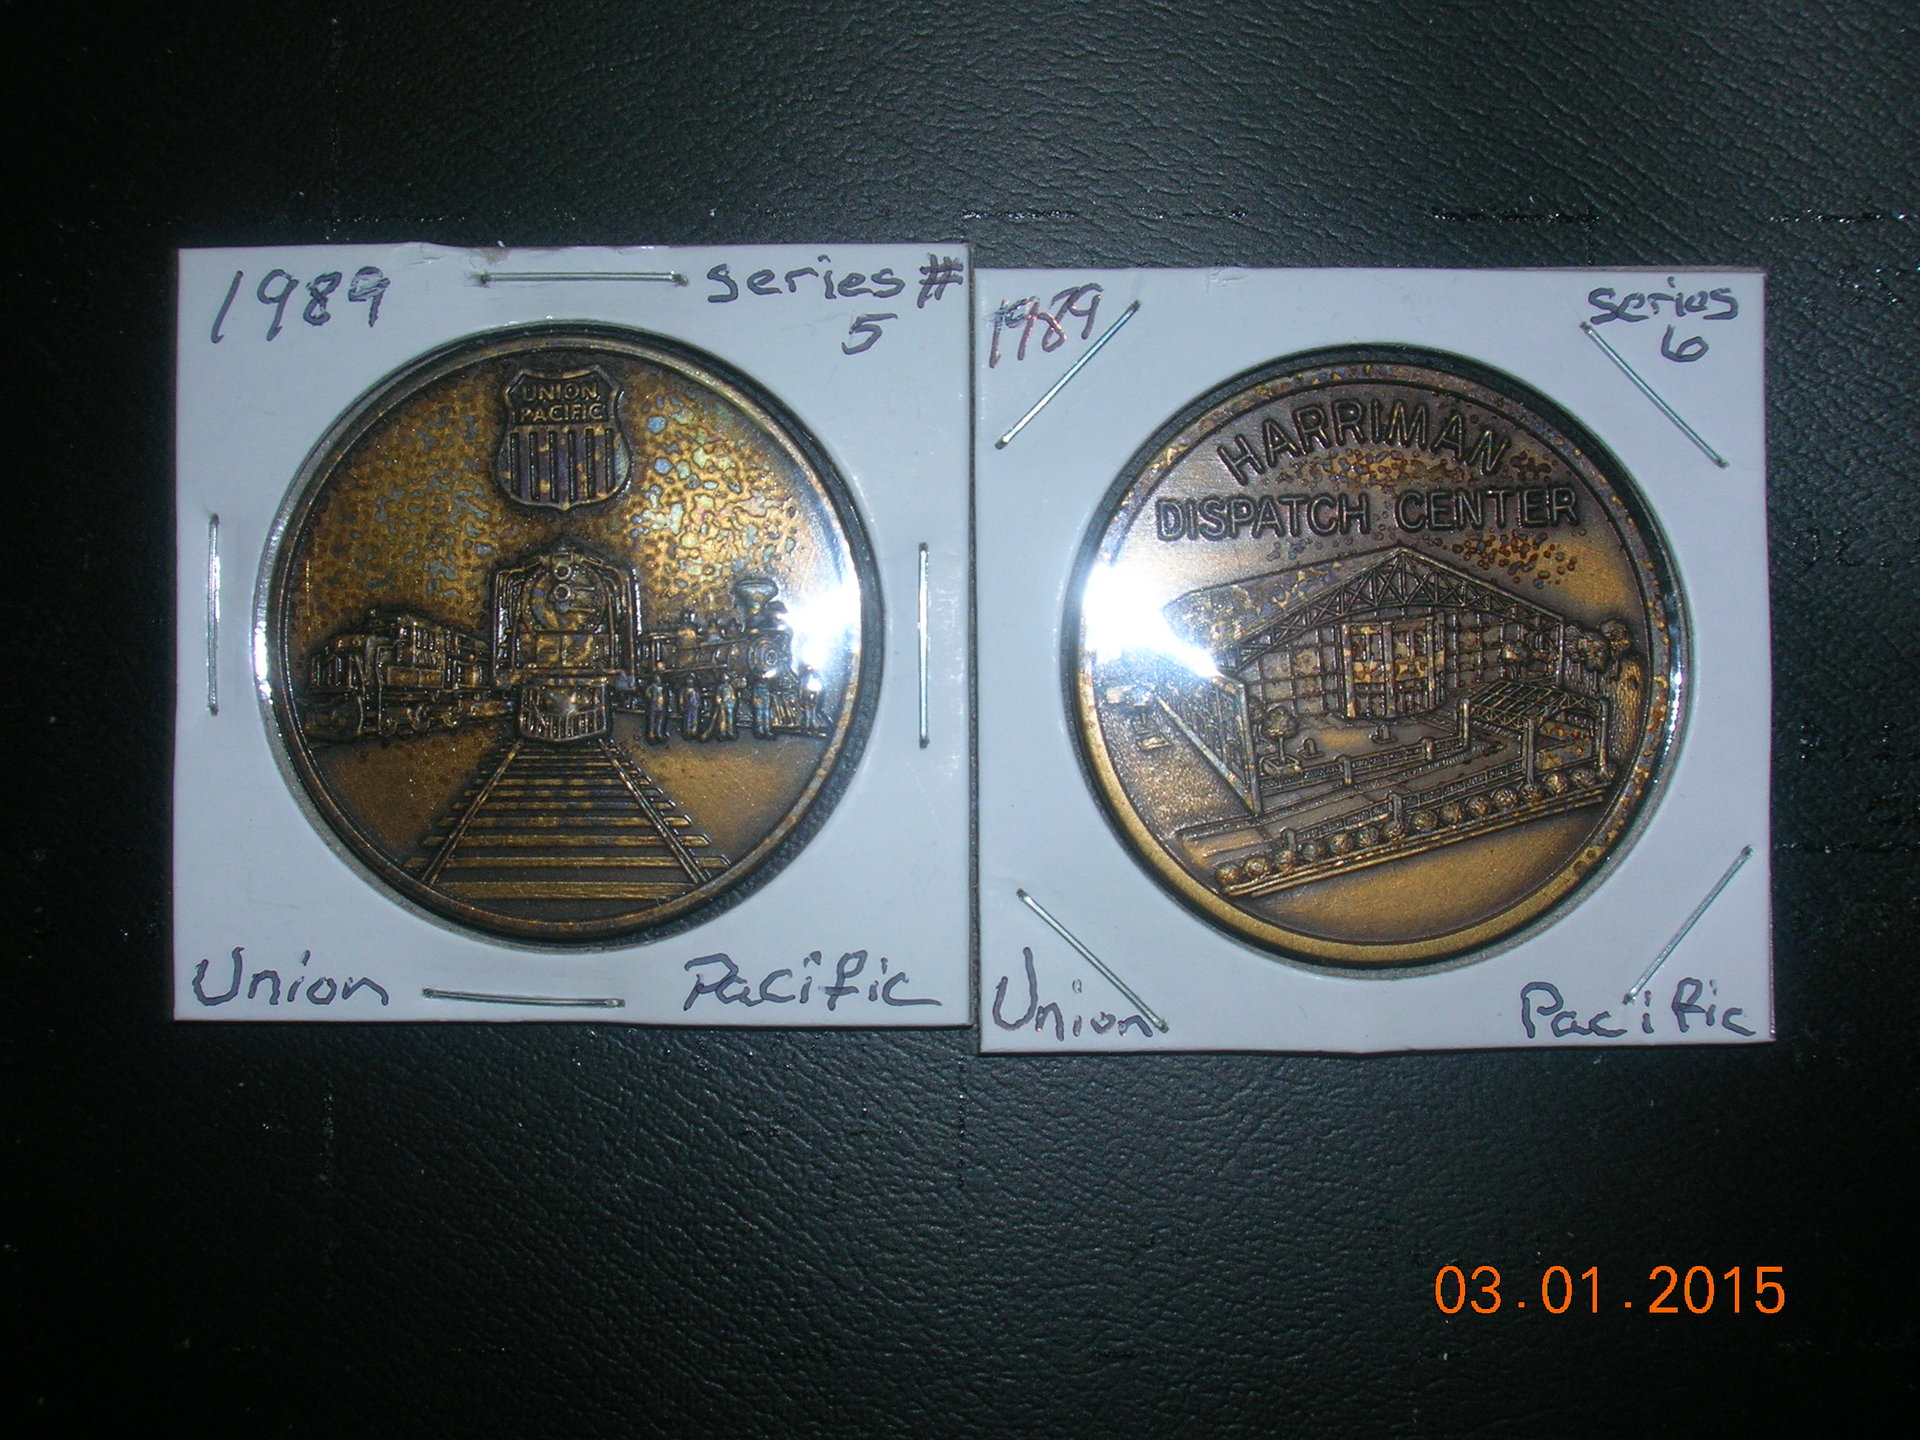 1989 series #
5
UNION
PACIFIC
Union Pacific
1989 series
6
HARRIMAN
DISPATCH CENTER
Union Pacific
03.01.2015